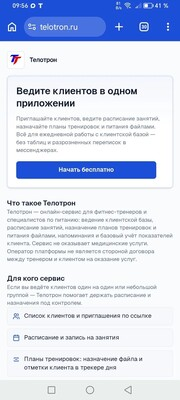 09:56
41 %
telotron.ru
Телотрон
Ведите клиентов в одном
приложении
Приглашайте клиентов, ведите расписание занятий,
назначайте планы тренировок и питания файлами.
Всё для ежедневной работы с клиентской базой —
без таблиц и разрозненных переписок в
мессенджерах.
Начать бесплатно
Что такое Телотрон
Телотрон — онлайн-сервис для фитнес-тренеров и
специалистов по питанию: ведение клиентской базы,
расписание занятий, назначение планов тренировок и
питания файлами, напоминания и базовый учёт показателей
клиента. Сервис не оказывает медицинские услуги.
Оператор платформы не является стороной договора
между тренером и клиентом на оказание услуг.
Для кого сервис
Если вы ведёте клиентов один на один или небольшой
группой — Телотрон помогает держать расписание и
назначения под контролем.
Список клиентов и приглашения по ссылке
Расписание и запись на занятия
Планы тренировок: назначение файла и
отметки клиента в трекере дня